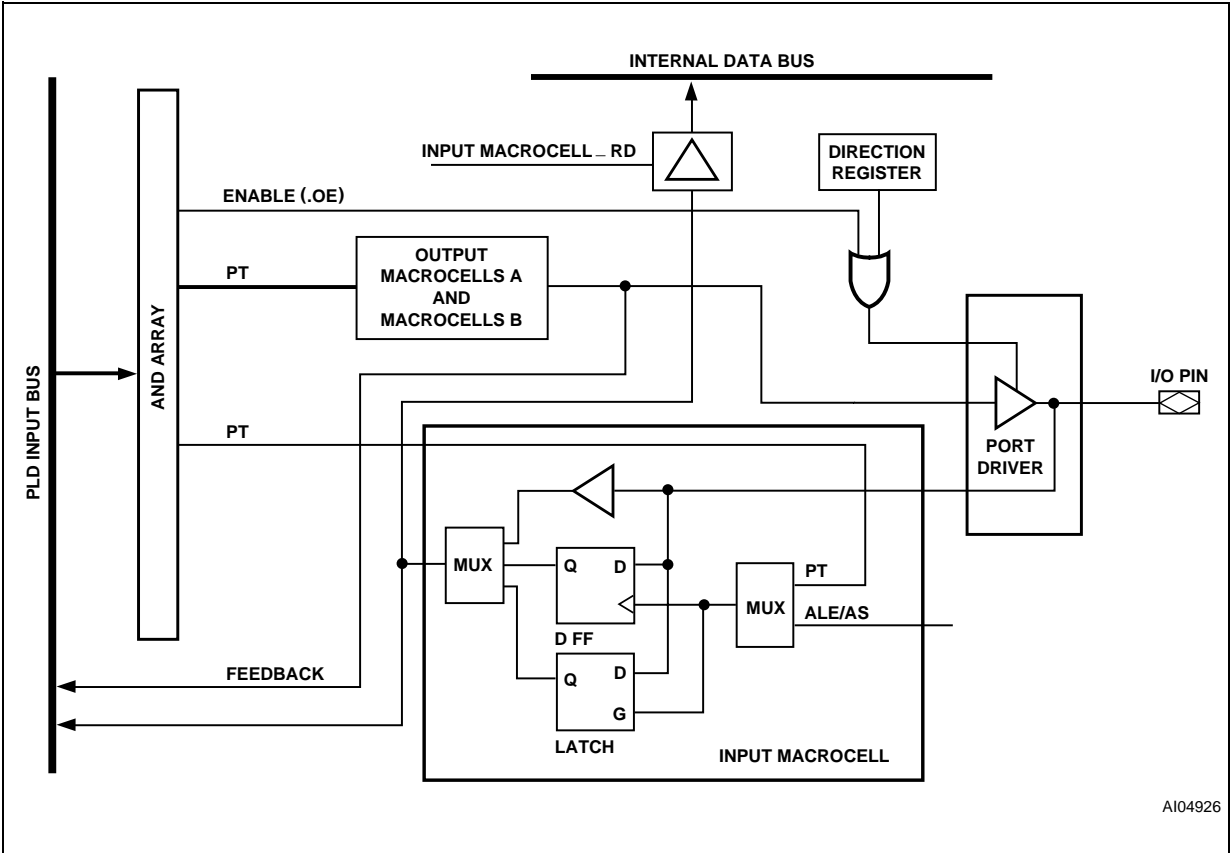 INTERNAL DATA BUS
INPUT MACROCELL _ RD
DIRECTION
REGISTER
ENABLE (.OE)
OUTPUT
MACROCELLS A
AND
MACROCELLS B
PT
AND ARRAY
PLD INPUT BUS
I/O PIN
PORT
DRIVER
PT
MUX
Q D
D FF
MUX
PT
ALE/AS
Q D
G
LATCH
FEEDBACK
INPUT MACROCELL
AI04926